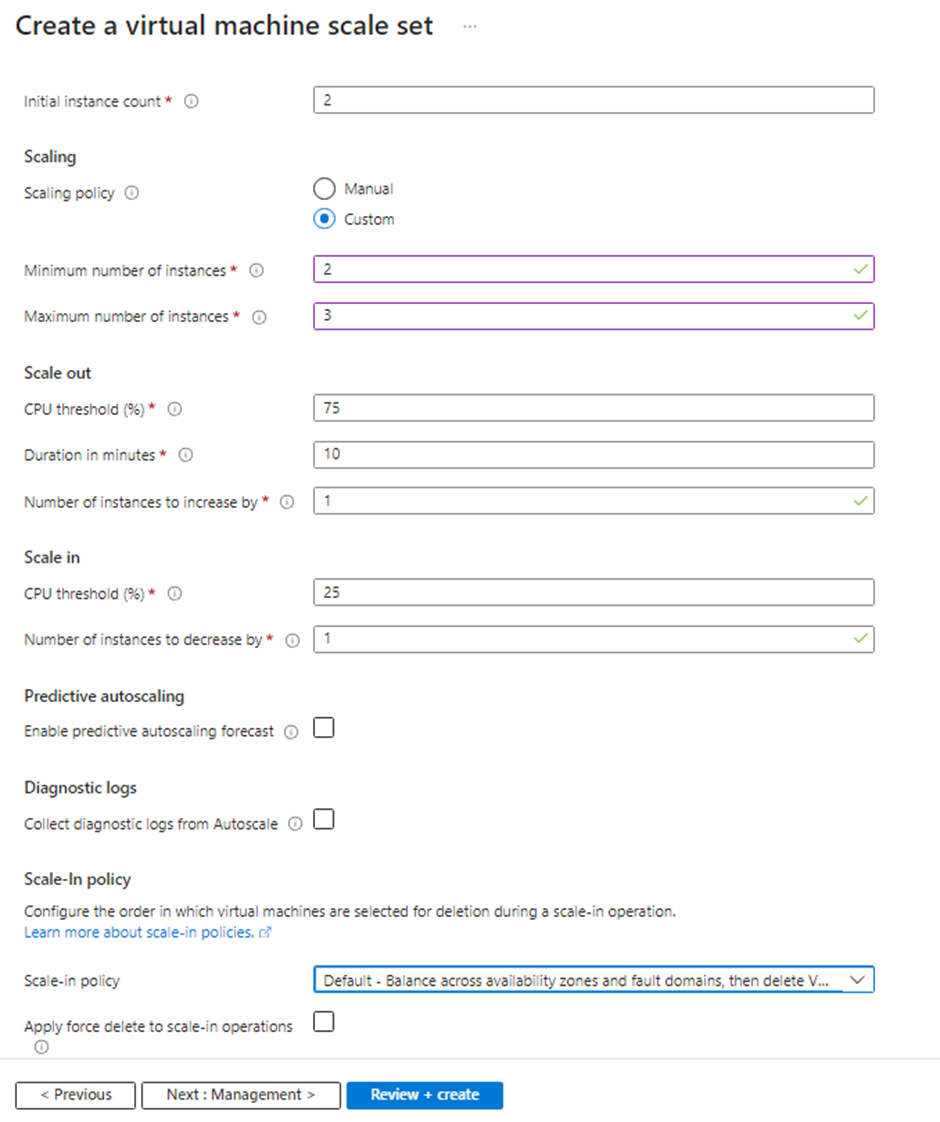 Create a virtual machine scale set ...
Initial instance count * 2
Scaling
Scaling policy Manual
Custom
Minimum number of instances * 2
Maximum number of instances * 3
Scale out
CPU threshold (%) * 75
Duration in minutes * 10
Number of instances to increase by * 1
Scale in
CPU threshold (%) * 25
Number of instances to decrease by * 1
Predictive autoscaling
Enable predictive autoscaling forecast
Diagnostic logs
Collect diagnostic logs from Autoscale
Scale-In policy
Configure the order in which virtual machines are selected for deletion during a scale-in operation.
Learn more about scale-in policies.
Scale-in policy Default - Balance across availability zones and fault domains, then delete V...
Apply force delete to scale-in operations
< Previous Next : Management > Review + create